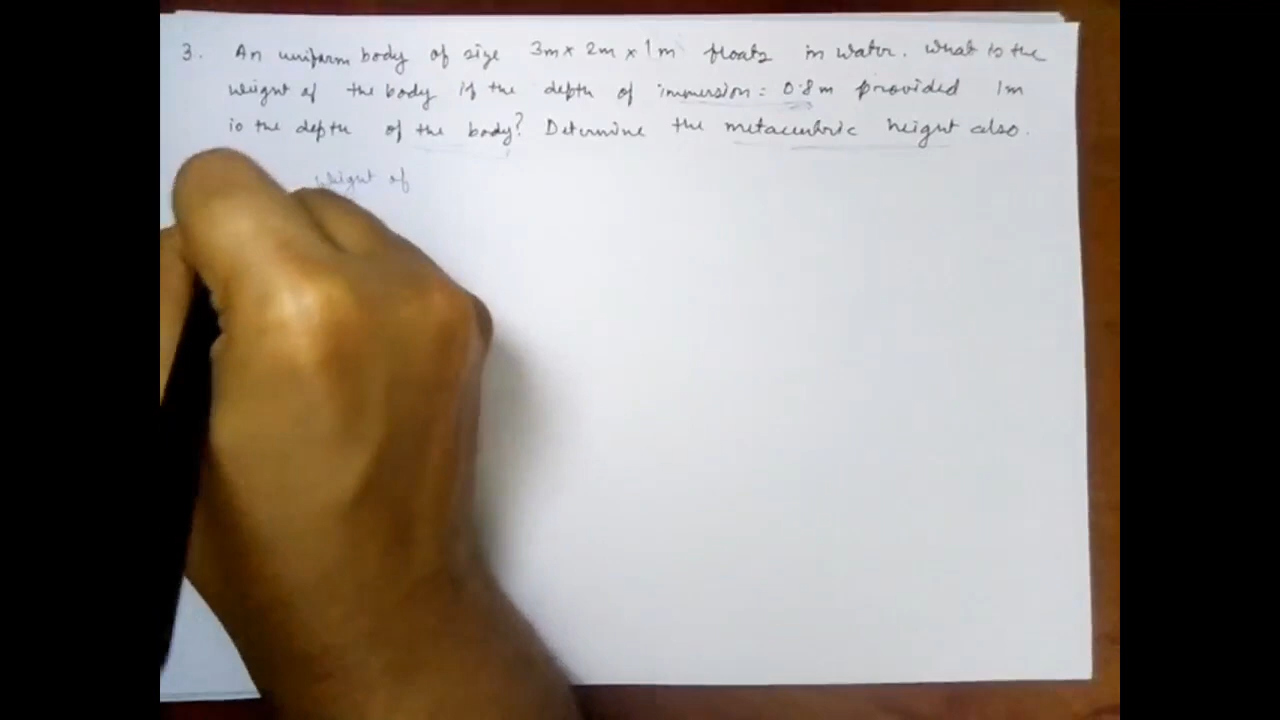 3. An uniform body of size 3m x 2m x 1m floats in water. What is the
weight of the body if the depth of immersion = 0.8m provided 1m
is the depth of the body? Determine the metacentric height also.
Weight of